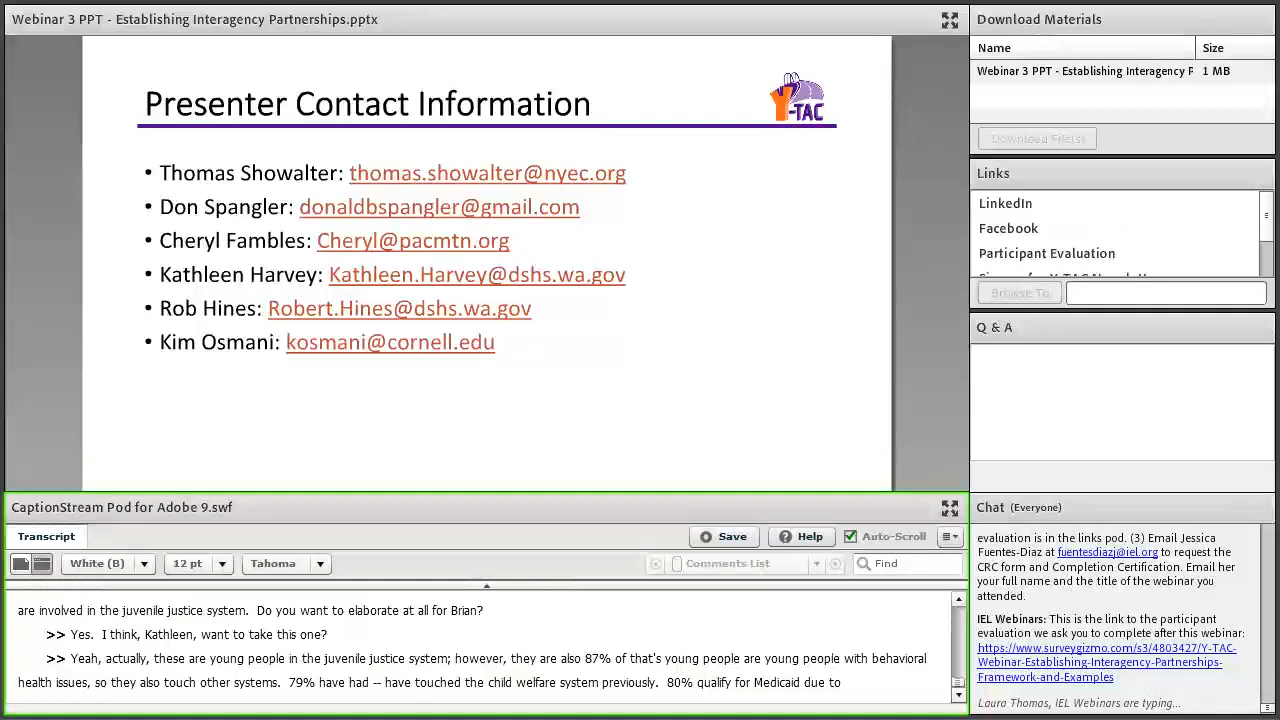 Webinar 3 PPT - Establishing Interagency Partnerships.pptx
Presenter Contact Information
Y-TAC
• Thomas Showalter: thomas.showalter@nyec.org
• Don Spangler: donaldbspangler@gmail.com
• Cheryl Fambles: Cheryl@pacmtn.org
• Kathleen Harvey: Kathleen.Harvey@dshs.wa.gov
• Rob Hines: Robert.Hines@dshs.wa.gov
• Kim Osmani: kosmani@cornell.edu
CaptionStream Pod for Adobe 9.swf
Transcript
Save
Help
Auto-Scroll
White (B)
12 pt
Tahoma
Comments List
Find
are involved in the juvenile justice system.  Do you want to elaborate at all for Brian?
>> Yes.  I think, Kathleen, want to take this one?
>> Yeah, actually, these are young people in the juvenile justice system; however, they are also 87% of that's young people are young people with behavioral
health issues, so they also touch other systems.  79% have had -- have touched the child welfare system previously.  80% qualify for Medicaid due to
Download Materials
Name Size
Webinar 3 PPT - Establishing Interagency P 1 MB
Download File(s)
Links
LinkedIn
Facebook
Participant Evaluation
Browse To
Q & A
Chat (Everyone)
evaluation is in the links pod. (3) Email Jessica
Fuentes-Diaz at fuentesdiazj@iel.org to request the
CRC form and Completion Certification. Email her
your full name and the title of the webinar you
attended.
IEL Webinars: This is the link to the participant
evaluation we ask you to complete after this webinar:
https://www.surveygizmo.com/s3/4803427/Y-TAC-
Webinar-Establishing-Interagency-Partnerships-
Framework-and-Examples
Laura Thomas, IEL Webinars are typing...